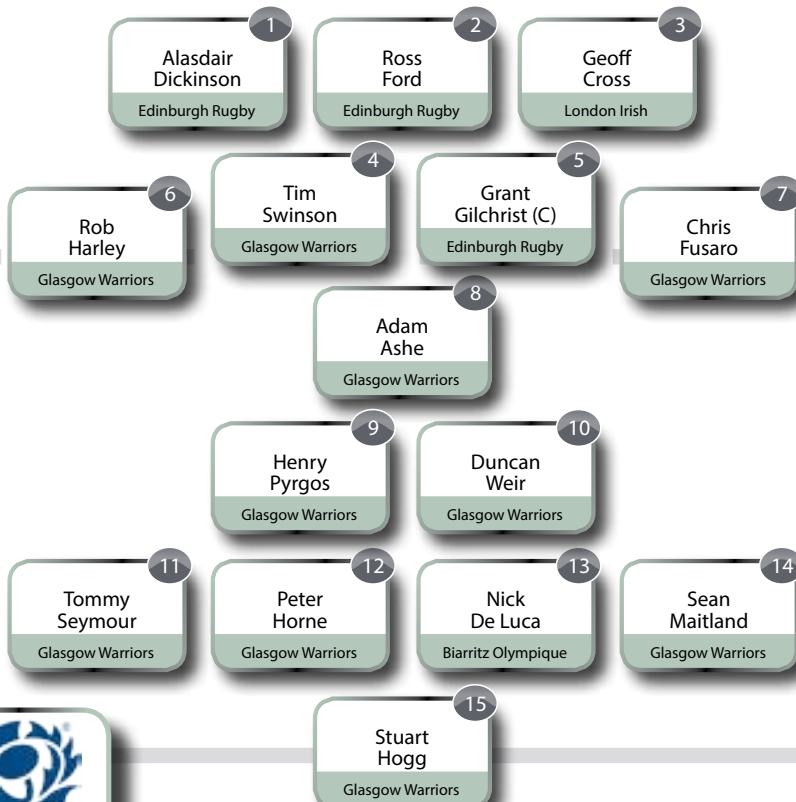 1
Alasdair
Dickinson
Edinburgh Rugby
2
Ross
Ford
Edinburgh Rugby
3
Geoff
Cross
London Irish
4
Tim
Swinson
Glasgow Warriors
5
Grant
Gilchrist (C)
Edinburgh Rugby
6
Rob
Harley
Glasgow Warriors
7
Chris
Fusaro
Glasgow Warriors
8
Adam
Ashe
Glasgow Warriors
9
Henry
Pyrgos
Glasgow Warriors
10
Duncan
Weir
Glasgow Warriors
11
Tommy
Seymour
Glasgow Warriors
12
Peter
Horne
Glasgow Warriors
13
Nick
De Luca
Biarritz Olympique
14
Sean
Maitland
Glasgow Warriors
15
Stuart
Hogg
Glasgow Warriors